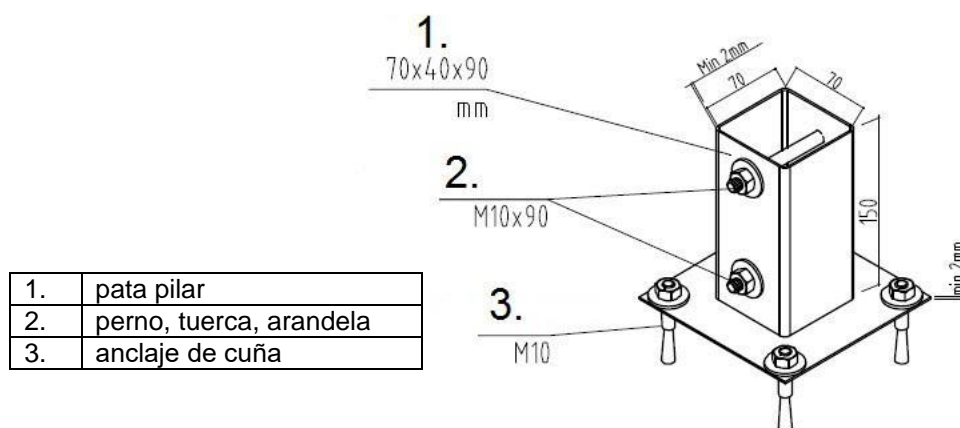 1.
70x40x90
mm
2.
M10x90
3.
M10
Min 2mm
70
70
150
min 2mm
1. pata pilar
2. perno, tuerca, arandela
3. anclaje de cuña